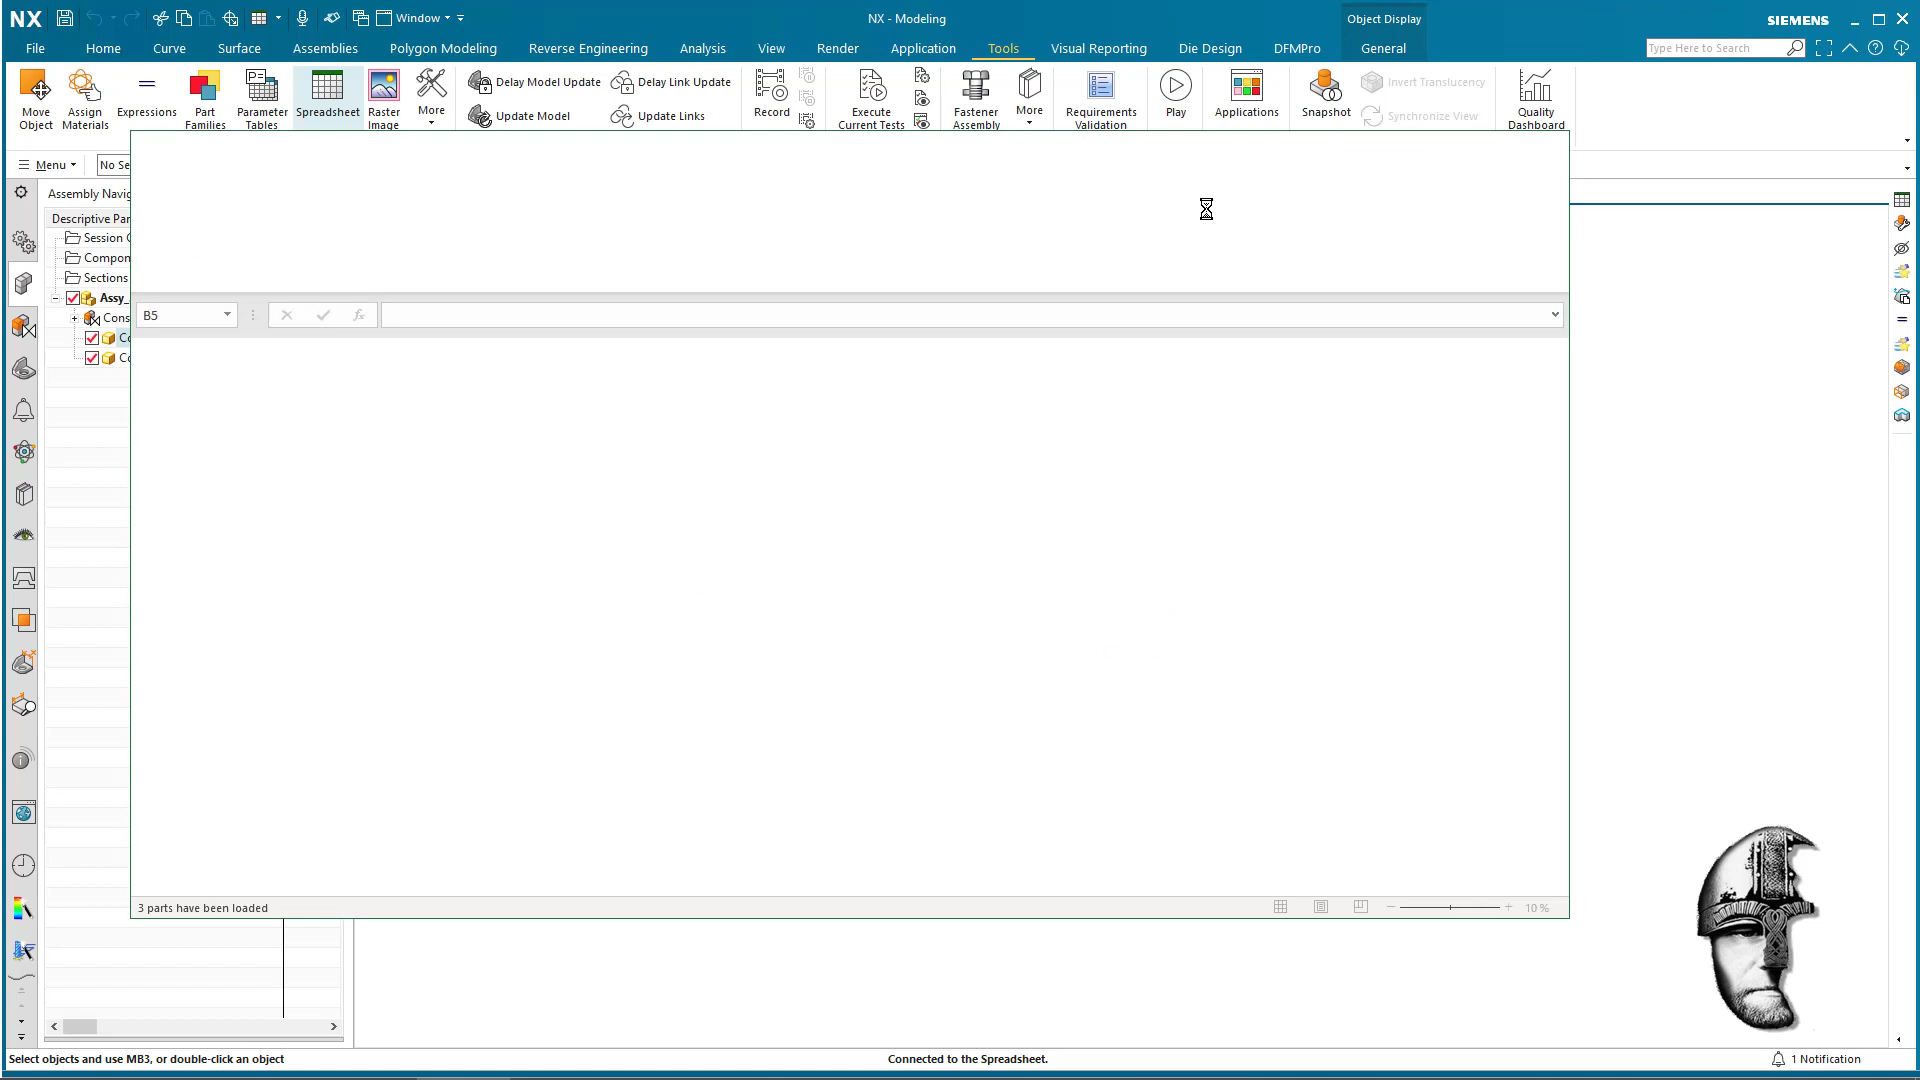 NX Window NX - Modeling Object Display SIEMENS
File Home Curve Surface Assemblies Polygon Modeling Reverse Engineering Analysis View Render Application Tools Visual Reporting Die Design DFMPro General Type Here to Search
Move Object
Assign Materials
Expressions
Part Families
Parameter Tables
Spreadsheet
Raster Image
More
Delay Model Update
Update Model
Delay Link Update
Update Links
Record
Execute Current Tests
Fastener Assembly
More
Requirements Validation
Play
Applications
Snapshot
Invert Translucency
Synchronize View
Quality Dashboard
Menu No Se
Assembly Navig
Descriptive Par
Session C
Compon
Sections
Assy_
Cons
Co
Co
B5 fx
3 parts have been loaded 10 %
Select objects and use MB3, or double-click an object Connected to the Spreadsheet. 1 Notification